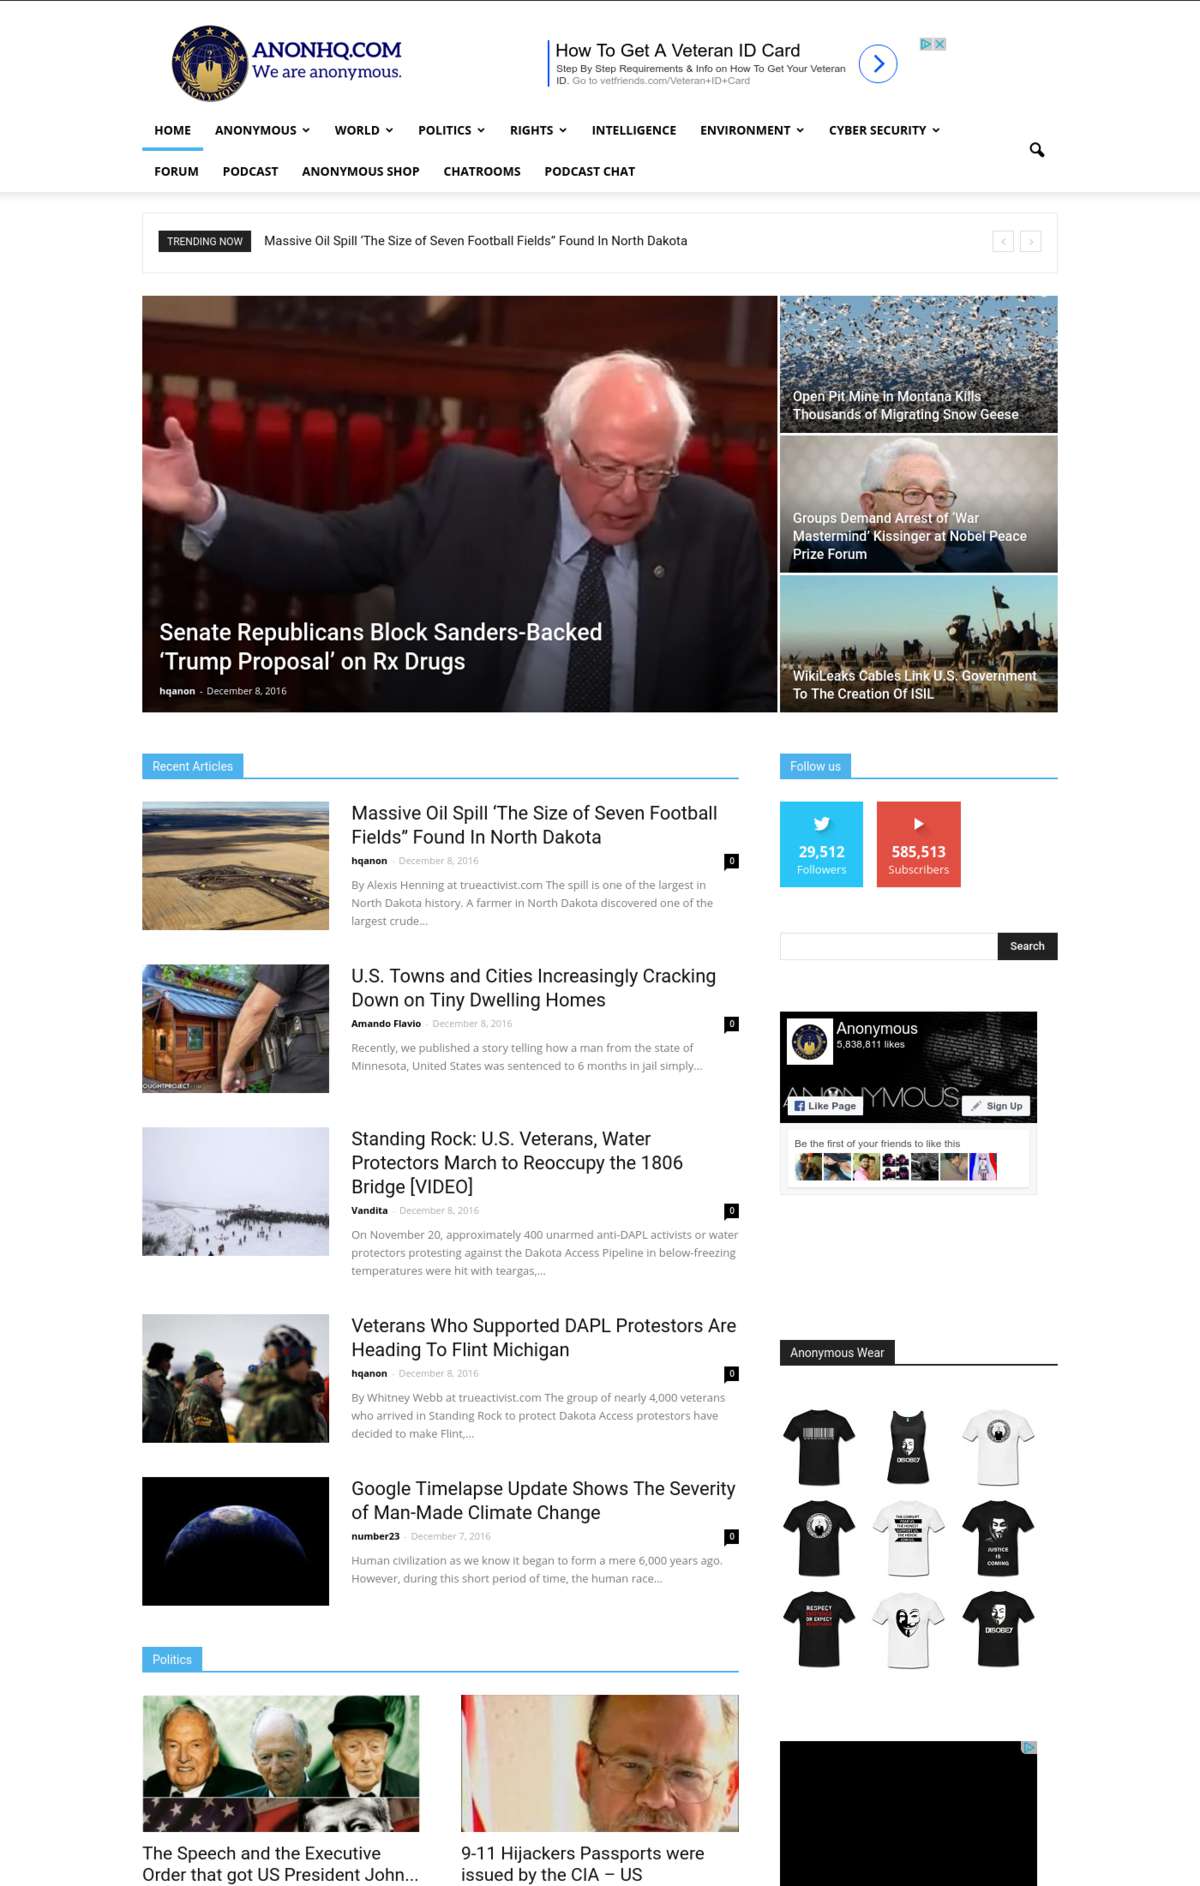 ANONHQ.COM
We are anonymous.
ANONYMOUS
How To Get A Veteran ID Card
Step By Step Requirements & Info on How To Get Your Veteran
ID. Go to vetfriends.com/Veteran+ID+Card
HOME ANONYMOUS WORLD POLITICS RIGHTS INTELLIGENCE ENVIRONMENT CYBER SECURITY
FORUM PODCAST ANONYMOUS SHOP CHATROOMS PODCAST CHAT
TRENDING NOW Massive Oil Spill ‘The Size of Seven Football Fields” Found In North Dakota
Senate Republicans Block Sanders-Backed
‘Trump Proposal’ on Rx Drugs
hqanon - December 8, 2016
Open Pit Mine in Montana Kills
Thousands of Migrating Snow Geese
Groups Demand Arrest of ‘War
Mastermind’ Kissinger at Nobel Peace
Prize Forum
WikiLeaks Cables Link U.S. Government
To The Creation Of ISIL
Recent Articles
Massive Oil Spill ‘The Size of Seven Football
Fields” Found In North Dakota
hqanon - December 8, 2016 0
By Alexis Henning at trueactivist.com The spill is one of the largest in
North Dakota history. A farmer in North Dakota discovered one of the
largest crude...
OUGHTPROJECT
U.S. Towns and Cities Increasingly Cracking
Down on Tiny Dwelling Homes
Amando Flavio - December 8, 2016 0
Recently, we published a story telling how a man from the state of
Minnesota, United States was sentenced to 6 months in jail simply...
Standing Rock: U.S. Veterans, Water
Protectors March to Reoccupy the 1806
Bridge [VIDEO]
Vandita - December 8, 2016 0
On November 20, approximately 400 unarmed anti-DAPL activists or water
protectors protesting against the Dakota Access Pipeline in below-freezing
temperatures were hit with teargas,...
Veterans Who Supported DAPL Protestors Are
Heading To Flint Michigan
hqanon - December 8, 2016 0
By Whitney Webb at trueactivist.com The group of nearly 4,000 veterans
who arrived in Standing Rock to protect Dakota Access protestors have
decided to make Flint,...
Google Timelapse Update Shows The Severity
of Man-Made Climate Change
number23 - December 7, 2016 0
Human civilization as we know it began to form a mere 6,000 years ago.
However, during this short period of time, the human race...
Politics
The Speech and the Executive
Order that got US President John...
9-11 Hijackers Passports were
issued by the CIA – US
Follow us
29,512
Followers
585,513
Subscribers
Search
Anonymous
5,838,811 likes
ANONYMOUS
Like Page
Sign Up
Be the first of your friends to like this
Anonymous Wear
DISOBEY
JUSTICE
IS
COMING
RESPECT
EXISTENCE
OR EXPECT
RESISTANCE
DISOBEY